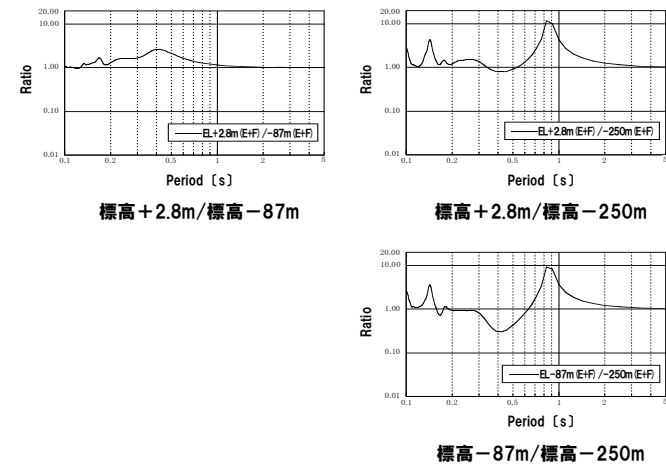 20.00
10.00
1.00
0.10
0.01
Ratio
EL+2.8m(E+F)/-87m(E+F)
0.1 0.2 0.5 1 2 5
Period〔s〕
標高+2.8m/標高-87m
20.00
10.00
1.00
0.10
0.01
Ratio
EL+2.8m(E+F)/-250m(E+F)
0.1 0.2 0.5 1 2 5
Period〔s〕
標高+2.8m/標高-250m
20.00
10.00
1.00
0.10
0.01
Ratio
EL-87m(E+F)/-250m(E+F)
0.1 0.2 0.5 1 2 5
Period〔s〕
標高-87m/標高-250m